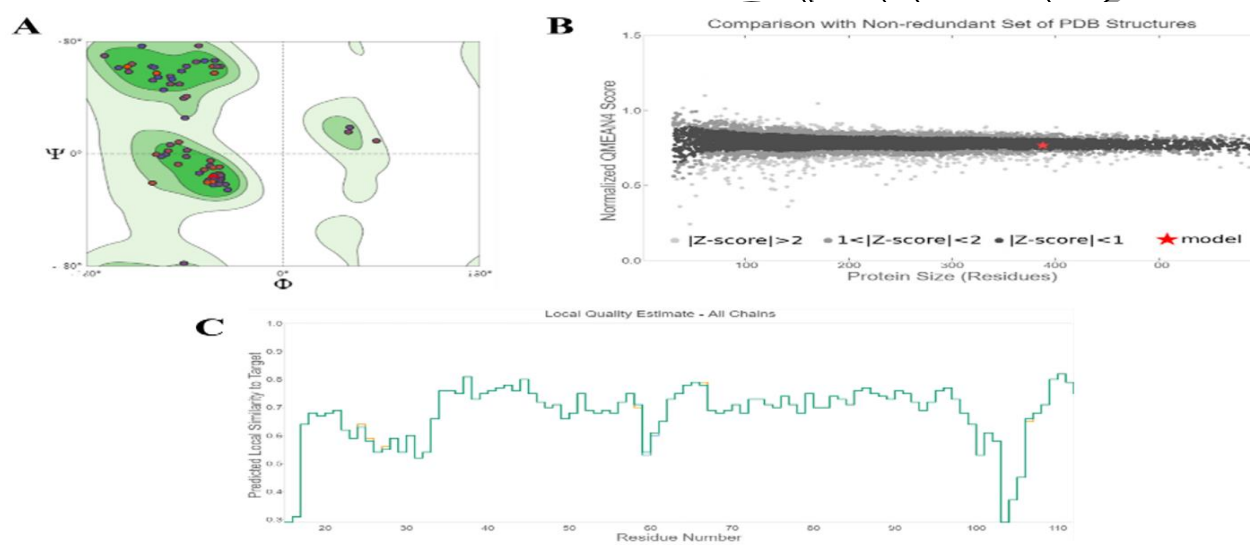 A
Ψ
0°
0°
Φ
B
Comparison with Non-redundant Set of PDB Structures
Normalized QMEAN4 Score
1.5
1.0
0.5
0.0
|Z-score|>2 1<|Z-score|<2 |Z-score|<1 model
100 200 300 400 00
Protein Size (Residues)
C
Local Quality Estimate - All Chains
Predicted Local Similarity to Target
1.0
0.9
0.8
0.7
0.6
0.5
0.4
0.3
20 30 40 50 60 70 80 90 100 110
Residue Number